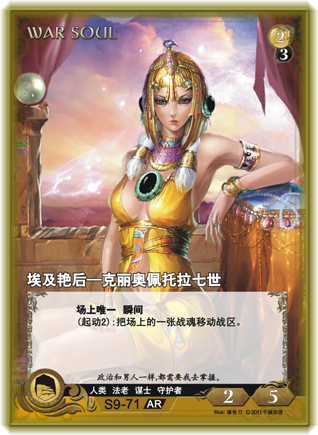 WAR SOUL
2
3
埃及艳后—克丽奥佩托拉七世
场上唯一 瞬间
(起动2):把场上的一张战魂移动战区。
政治和男人一样,都需要我去掌握。
人类 法老 谋士 守护者
S9-71 AR
2 5